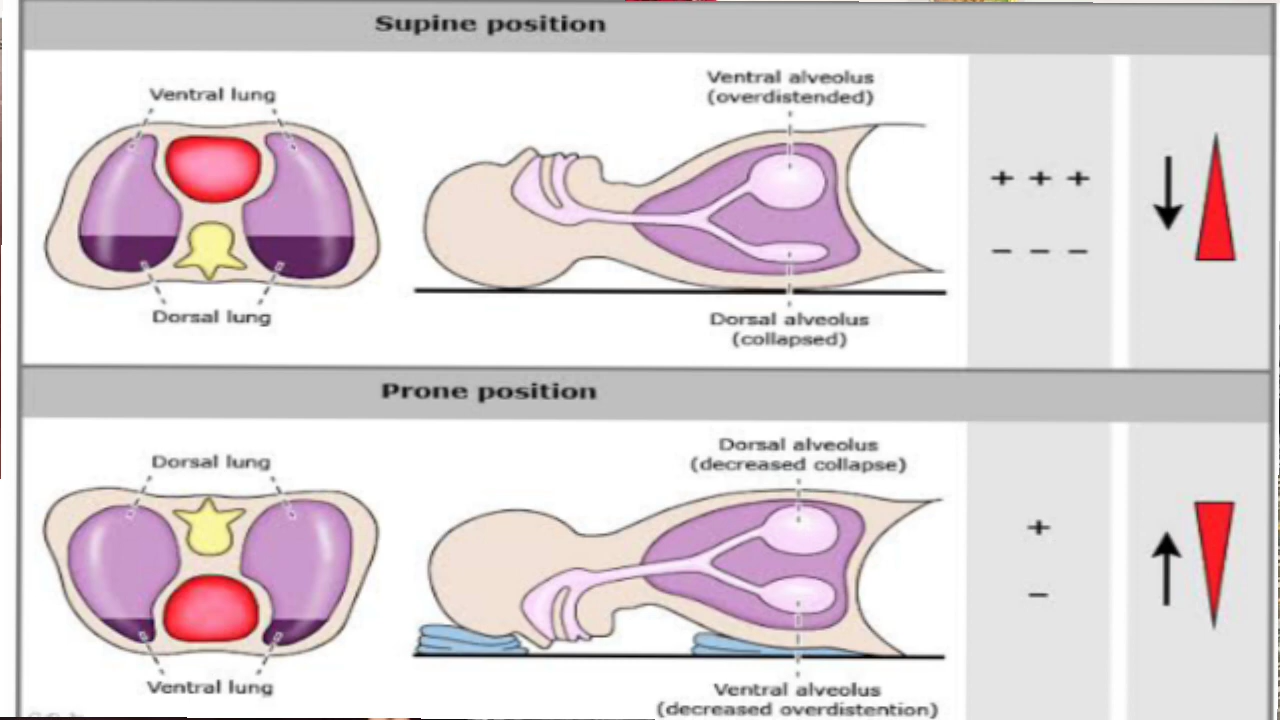 Supine position
Ventral lung
Ventral alveolus
(overdistended)
+ + +
− − −
Dorsal lung
Dorsal alveolus
(collapsed)
Prone position
Dorsal lung
Dorsal alveolus
(decreased collapse)
+
−
Ventral lung
Ventral alveolus
(decreased overdistention)